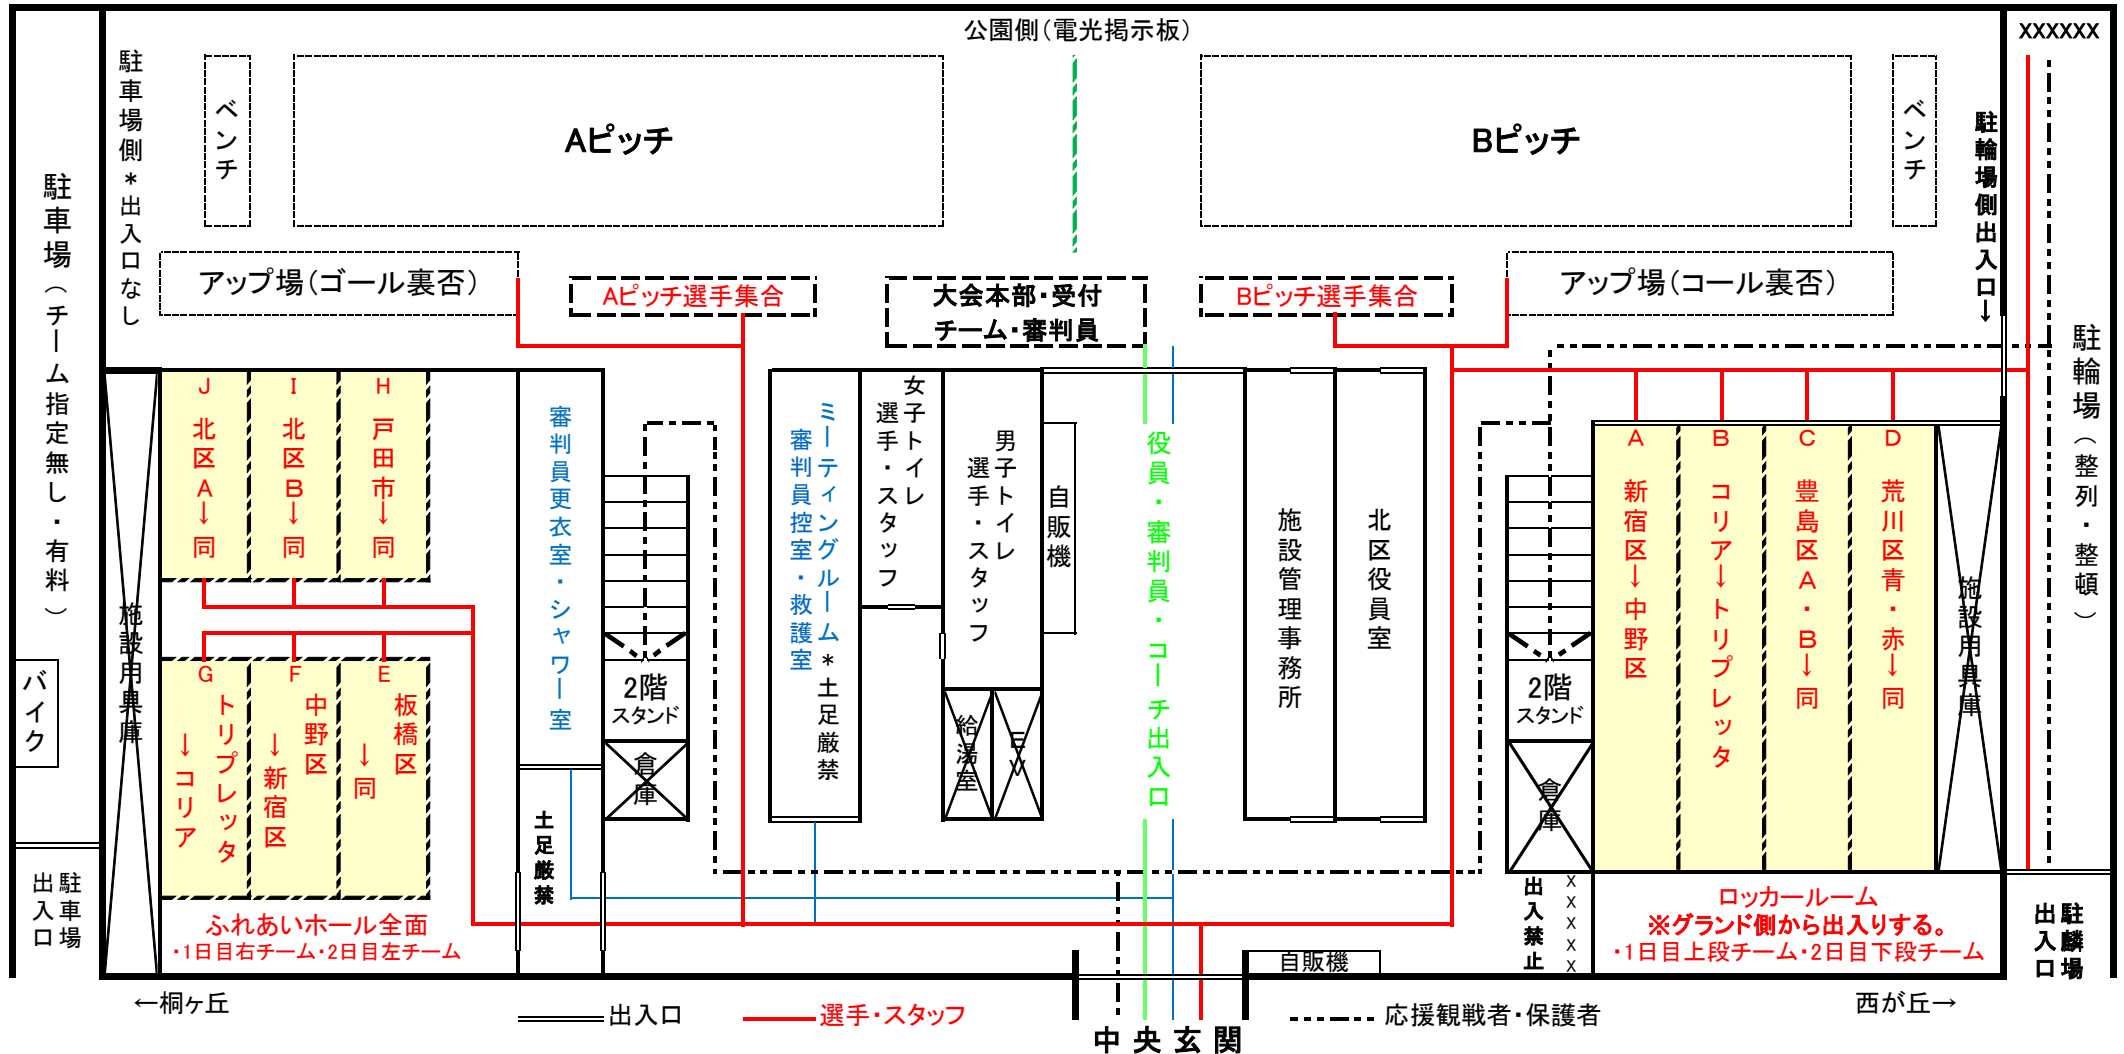 公園側(電光掲示板)
XXXXXX
駐車場側*出入口なし
ベンチ
Aピッチ
Bピッチ
ベンチ
駐輪場側出入口→
駐車場(チーム指定無し・有料)
アップ場(ゴール裏否)
Aピッチ選手集合
大会本部・受付
チーム・審判員
Bピッチ選手集合
アップ場(コール裏否)
駐輪場(整列・整頓)
J 北区A→同
I 北区B→同
H 戸田市→同
審判員更衣室・シャワー室
ミーティングルーム*土足厳禁
審判員控室・救護室
女子トイレ
選手・スタッフ
男子トイレ
選手・スタッフ
自販機
役員・審判員・コーチ出入口
施設管理事務所
北区役員室
A 新宿区→中野区
B コリア→トリプレッタ
C 豊島区A・B→同
D 荒川区青・赤→同
施設用具庫
施設用具庫
バイク
G トリプレッタ
→コリア
F 中野区
→新宿区
E 板橋区
→同
2階
スタンド
倉庫
給湯室
EV
2階
スタンド
倉庫
土足厳禁
駐車場
出入口
ふれあいホール全面
・1日目右チーム・2日目左チーム
出入禁止
XXXXX
ロッカールーム
※グランド側から出入りする。
・1日目上段チーム・2日目下段チーム
駐麟場
出入口
自販機
←桐ヶ丘
出入口
選手・スタッフ
中央玄関
応援観戦者・保護者
西が丘→